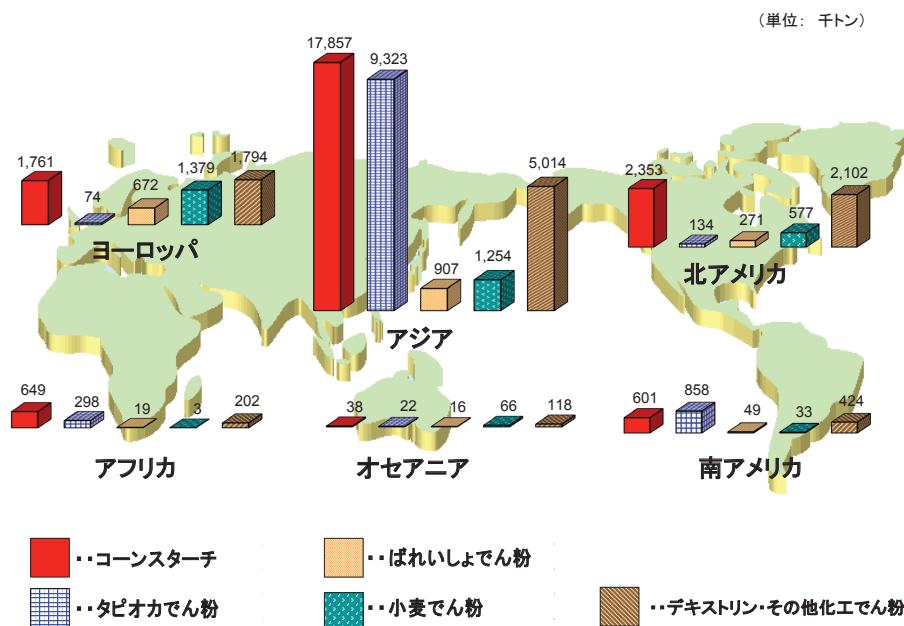 (単位: 千トン)
17,857
9,323
1,761
74
672
1,379
1,794
5,014
2,353
134
271
577
2,102
ヨーロッパ
907
1,254
北アメリカ
アジア
649
298
19
3
202
38
22
16
66
118
601
858
49
33
424
アフリカ
オセアニア
南アメリカ
・・コーンスターチ
・・ばれいしょでん粉
・・タピオカでん粉
・・小麦でん粉
・・デキストリン・その他化工でん粉